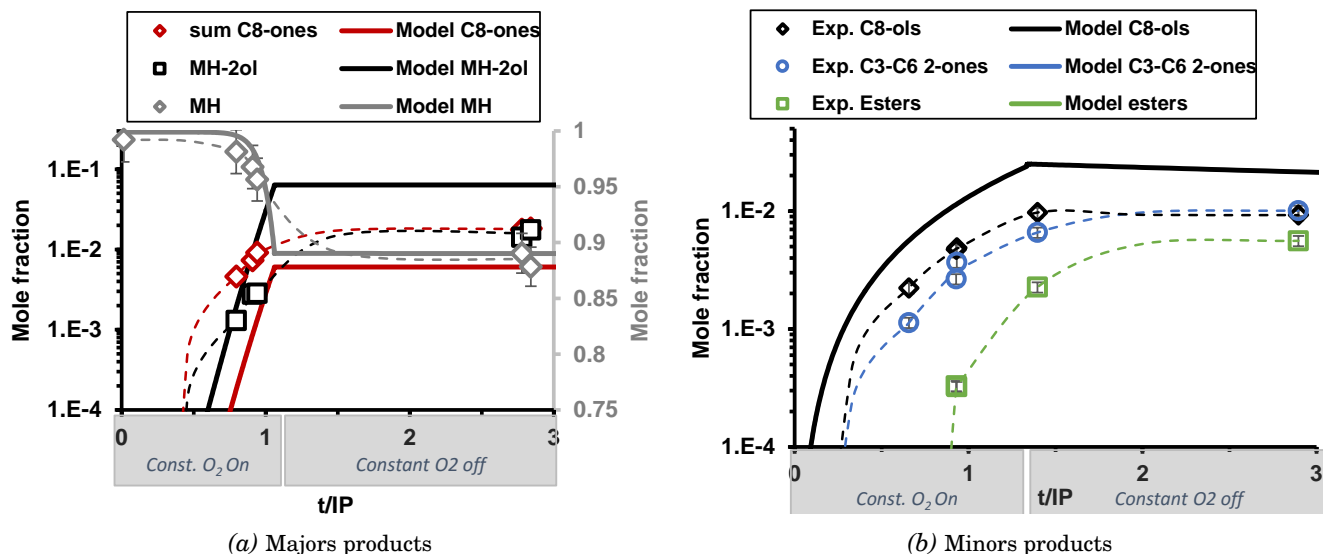 sum C8-ones Model C8-ones
MH-2ol Model MH-2ol
MH Model MH
Mole fraction
1.E-1
1.E-2
1.E-3
1.E-4
1
0.95
0.9
0.85
0.8
0.75
Mole fraction
0 1 2 3
Const. O2 On Constant O2 off
t/IP
(a) Majors products
Exp. C8-ols Model C8-ols
Exp. C3-C6 2-ones Model C3-C6 2-ones
Exp. Esters Model esters
Mole fraction
1.E-1
1.E-2
1.E-3
1.E-4
0 1 2 3
t/IP
Const. O2 On Constant O2 off
(b) Minors products